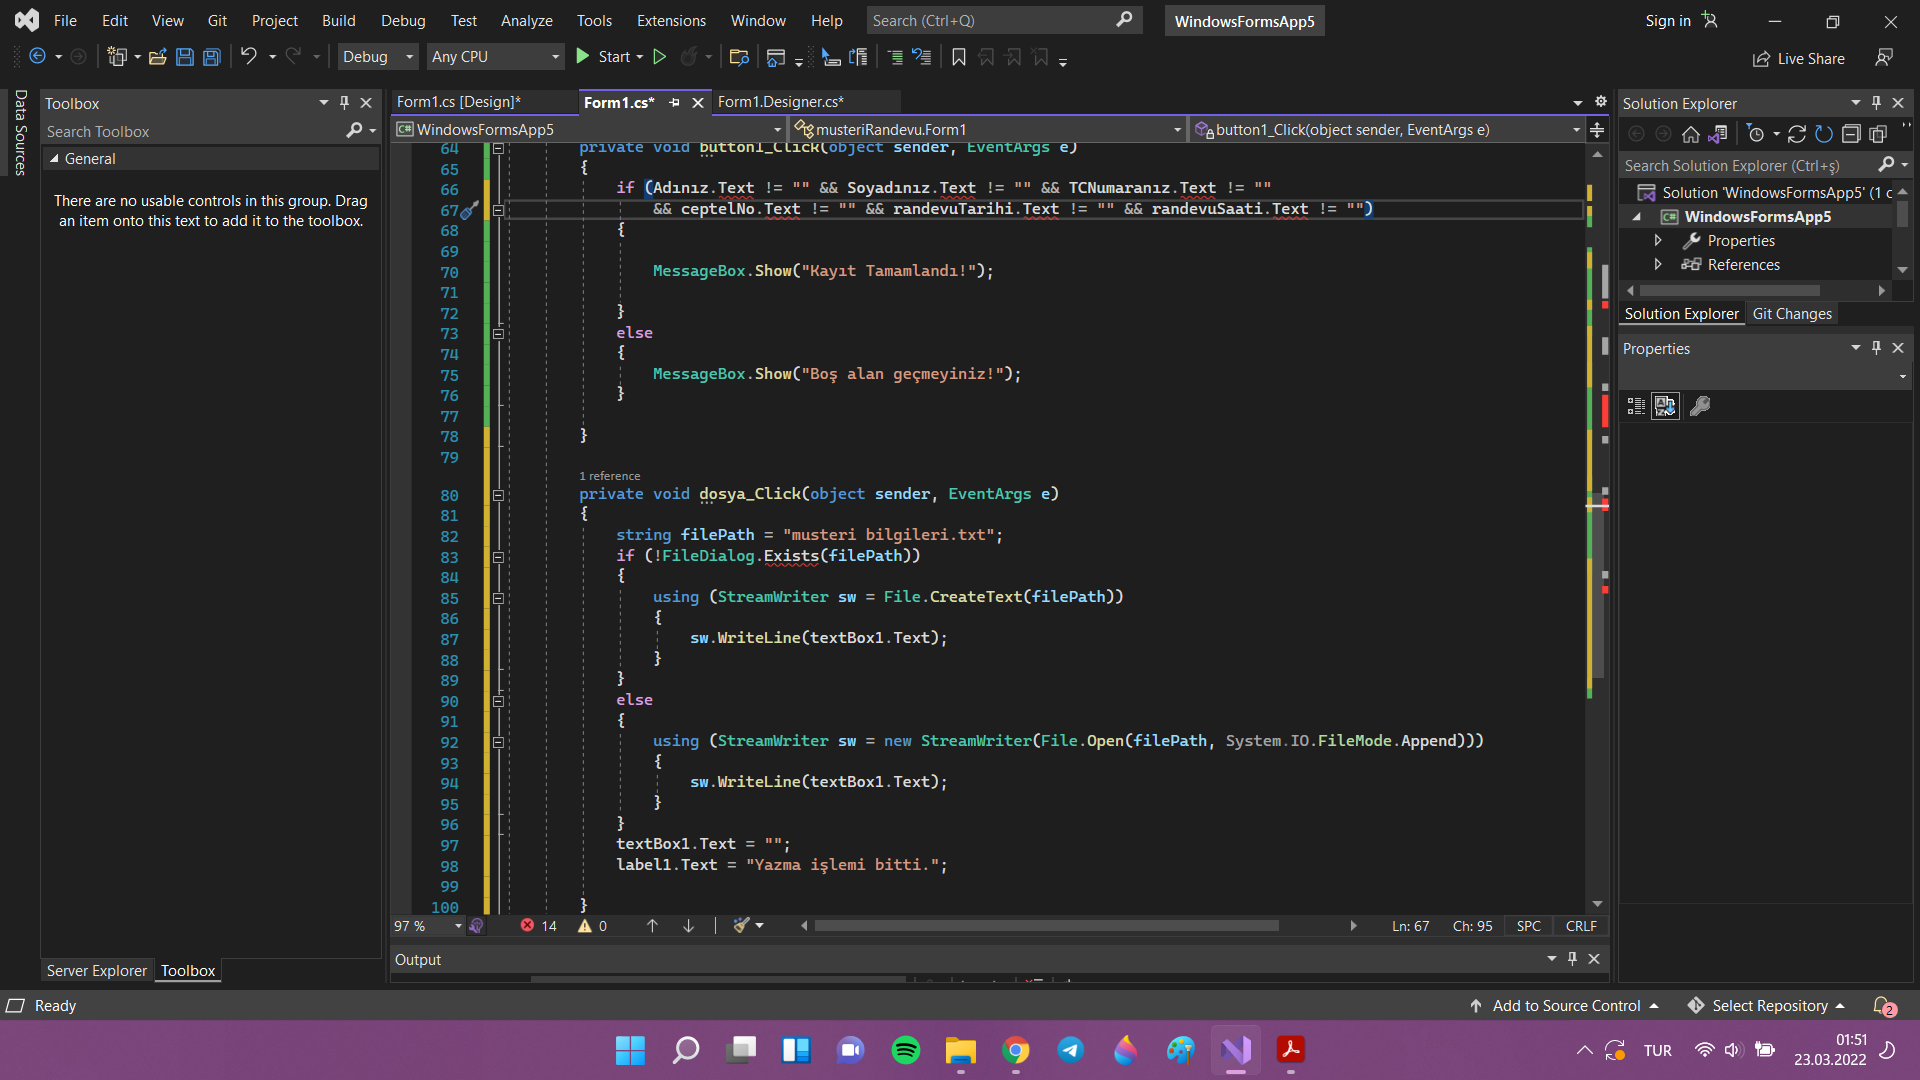 File Edit View Git Project Build Debug Test Analyze Tools Extensions Window Help Search (Ctrl+Q) WindowsFormsApp5 Sign in
Debug Any CPU Start Live Share
Data Sources
Toolbox
Search Toolbox
General
There are no usable controls in this group. Drag
an item onto this text to add it to the toolbox.
Server Explorer Toolbox
Form1.cs [Design]* Form1.cs* Form1.Designer.cs*
WindowsFormsApp5 musteriRandevu.Form1 button1_Click(object sender, EventArgs e)
64 private void button1_Click(object sender, EventArgs e)
65 {
66 if (Adınız.Text != "" && Soyadınız.Text != "" && TCNumaranız.Text != ""
67 && ceptelNo.Text != "" && randevuTarihi.Text != "" && randevuSaati.Text != "")
68 {
69
70 MessageBox.Show("Kayıt Tamamlandı!");
71
72 }
73 else
74 {
75 MessageBox.Show("Boş alan geçmeyiniz!");
76 }
77
78 }
79
1 reference
80 private void dosya_Click(object sender, EventArgs e)
81 {
82 string filePath = "musteri bilgileri.txt";
83 if (!FileDialog.Exists(filePath))
84 {
85 using (StreamWriter sw = File.CreateText(filePath))
86 {
87 sw.WriteLine(textBox1.Text);
88 }
89 }
90 else
91 {
92 using (StreamWriter sw = new StreamWriter(File.Open(filePath, System.IO.FileMode.Append)))
93 {
94 sw.WriteLine(textBox1.Text);
95 }
96 }
97 textBox1.Text = "";
98 label1.Text = "Yazma işlemi bitti.";
99
100 }
97 % 14 0 Ln: 67 Ch: 95 SPC CRLF
Output
Solution Explorer
Search Solution Explorer (Ctrl+ş)
Solution 'WindowsFormsApp5' (1 c
WindowsFormsApp5
Properties
References
Solution Explorer Git Changes
Properties
Ready Add to Source Control Select Repository 2
TUR 01:51
23.03.2022